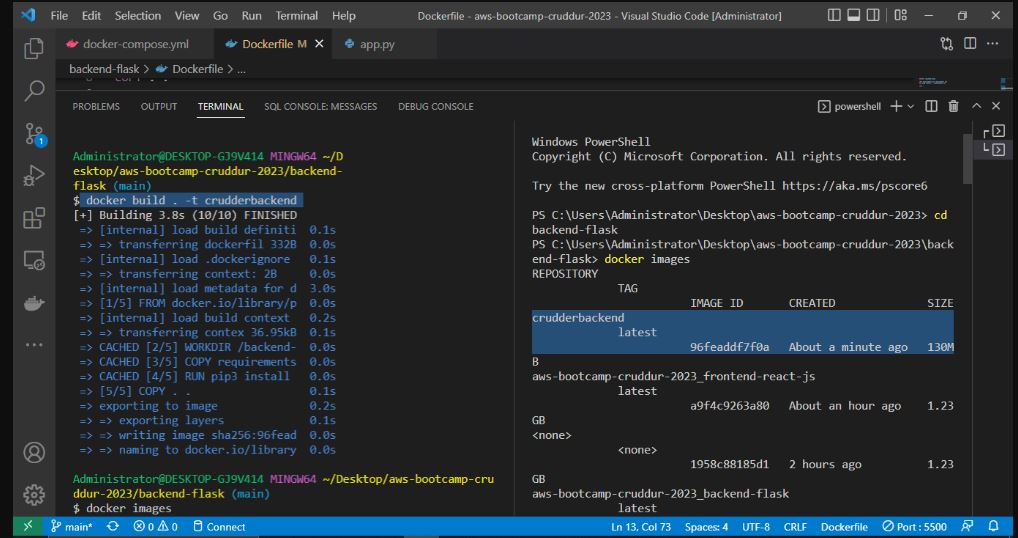 File Edit Selection View Go Run Terminal Help Dockerfile - aws-bootcamp-cruddur-2023 - Visual Studio Code [Administrator]
docker-compose.yml Dockerfile M app.py
backend-flask > Dockerfile > ...
PROBLEMS OUTPUT TERMINAL SQL CONSOLE: MESSAGES DEBUG CONSOLE powershell
1
Administrator@DESKTOP-GJ9V414 MINGW64 ~/D
esktop/aws-bootcamp-cruddur-2023/backend-
flask (main)
$ docker build . -t crudderbackend
[+] Building 3.8s (10/10) FINISHED
=> [internal] load build definiti 0.1s
=> => transferring dockerfil 332B 0.0s
=> [internal] load .dockerignore 0.1s
=> => transferring context: 2B 0.0s
=> [internal] load metadata for d 3.0s
=> [1/5] FROM docker.io/library/p 0.0s
=> [internal] load build context 0.2s
=> => transferring contex 36.95kB 0.1s
=> CACHED [2/5] WORKDIR /backend- 0.0s
=> CACHED [3/5] COPY requirements 0.0s
=> CACHED [4/5] RUN pip3 install 0.0s
=> [5/5] COPY . . 0.1s
=> exporting to image 0.2s
=> => exporting layers 0.1s
=> => writing image sha256:96fead 0.0s
=> => naming to docker.io/library 0.0s
Administrator@DESKTOP-GJ9V414 MINGW64 ~/Desktop/aws-bootcamp-cru
ddur-2023/backend-flask (main)
$ docker images
Windows PowerShell
Copyright (C) Microsoft Corporation. All rights reserved.
Try the new cross-platform PowerShell https://aka.ms/pscore6
PS C:\Users\Administrator\Desktop\aws-bootcamp-cruddur-2023> cd
backend-flask
PS C:\Users\Administrator\Desktop\aws-bootcamp-cruddur-2023\back
end-flask> docker images
REPOSITORY
TAG
IMAGE ID CREATED SIZE
crudderbackend
latest
96feaddf7f0a About a minute ago 130M
B
aws-bootcamp-cruddur-2023_frontend-react-js
latest
a9f4c9263a80 About an hour ago 1.23
GB
<none>
<none>
1958c88185d1 2 hours ago 1.23
GB
aws-bootcamp-cruddur-2023_backend-flask
latest
main* 0 0 Connect Ln 13, Col 73 Spaces: 4 UTF-8 CRLF Dockerfile Port : 5500